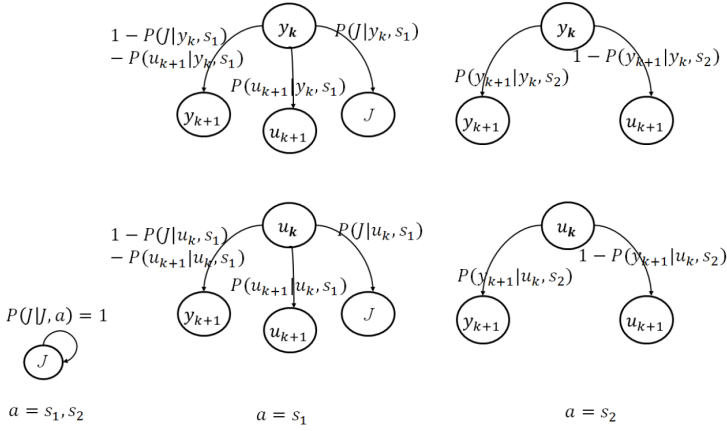 y_k
1 − P(J|y_k, s_1)
− P(u_{k+1}|y_k, s_1)
P(J|y_k, s_1)
P(u_{k+1}|y_k, s_1)
y_{k+1}
u_{k+1}
J
y_k
1 − P(y_{k+1}|y_k, s_2)
P(y_{k+1}|y_k, s_2)
y_{k+1}
u_{k+1}
u_k
1 − P(J|u_k, s_1)
− P(u_{k+1}|u_k, s_1)
P(J|u_k, s_1)
P(u_{k+1}|u_k, s_1)
y_{k+1}
u_{k+1}
J
u_k
1 − P(y_{k+1}|u_k, s_2)
P(y_{k+1}|u_k, s_2)
y_{k+1}
u_{k+1}
P(J|J, a) = 1
J
a = s_1, s_2
a = s_1
a = s_2